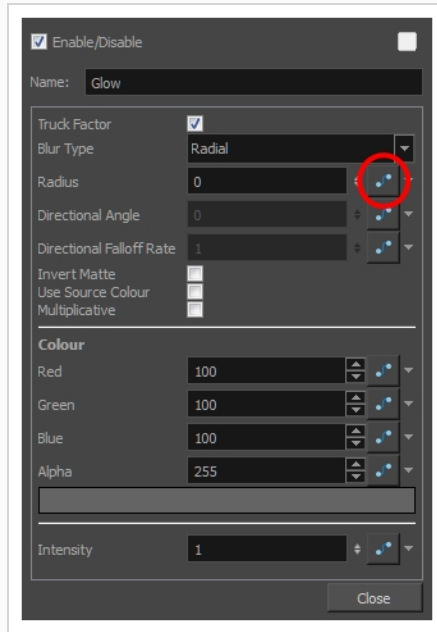 Enable/Disable
Name: Glow
Truck Factor
Blur Type Radial
Radius 0
Directional Angle 0
Directional Falloff Rate 1
Invert Matte
Use Source Colour
Multiplicative
Colour
Red 100
Green 100
Blue 100
Alpha 255
Intensity 1
Close